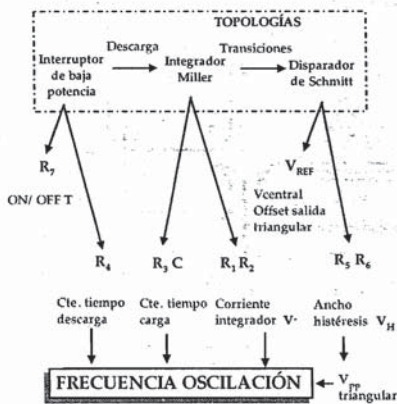 TOPOLOGÍAS
Descarga
Transiciones
Interruptor
de baja
potencia
Integrador
Miller
Disparador
de Schmitt
R7
ON/ OFF T
VREF
Vcentral
Offset salida
triangular
R4
R3 C
R1 R2
R5 R6
Cte. tiempo
descarga
Cte. tiempo
carga
Corriente
integrador V-
Ancho
histéresis VH
FRECUENCIA OSCILACIÓN
Vpp
triangular